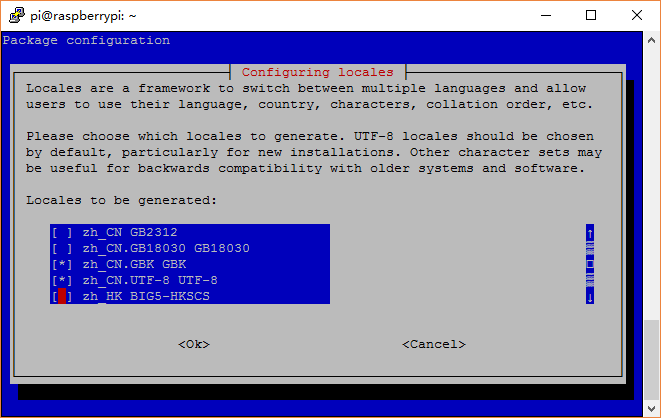 pi@raspberrypi: ~
Package configuration
Configuring locales
Locales are a framework to switch between multiple languages and allow
users to use their language, country, characters, collation order, etc.
Please choose which locales to generate. UTF-8 locales should be chosen
by default, particularly for new installations. Other character sets may
be useful for backwards compatibility with older systems and software.
Locales to be generated:
[ ] zh_CN GB2312
[ ] zh_CN.GB18030 GB18030
[*] zh_CN.GBK GBK
[*] zh_CN.UTF-8 UTF-8
[ ] zh_HK BIG5-HKSCS
<Ok> <Cancel>